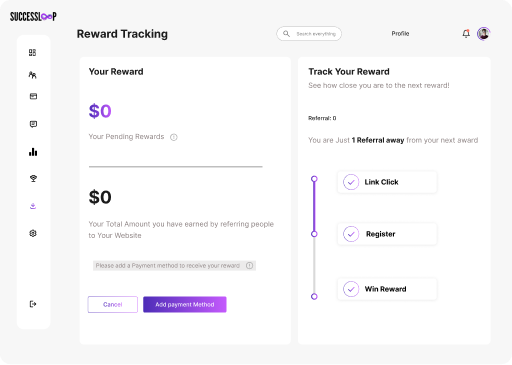 SUCCESSLOOP
Reward Tracking
Search everything
Profile
Your Reward
$0
Your Pending Rewards
$0
Your Total Amount you have earned by referring people
to Your Website
Please add a Payment method to receive your reward
Cancel
Add payment Method
Track Your Reward
See how close you are to the next reward!
Referral: 0
You are Just 1 Referral away from your next award
Link Click
Register
Win Reward